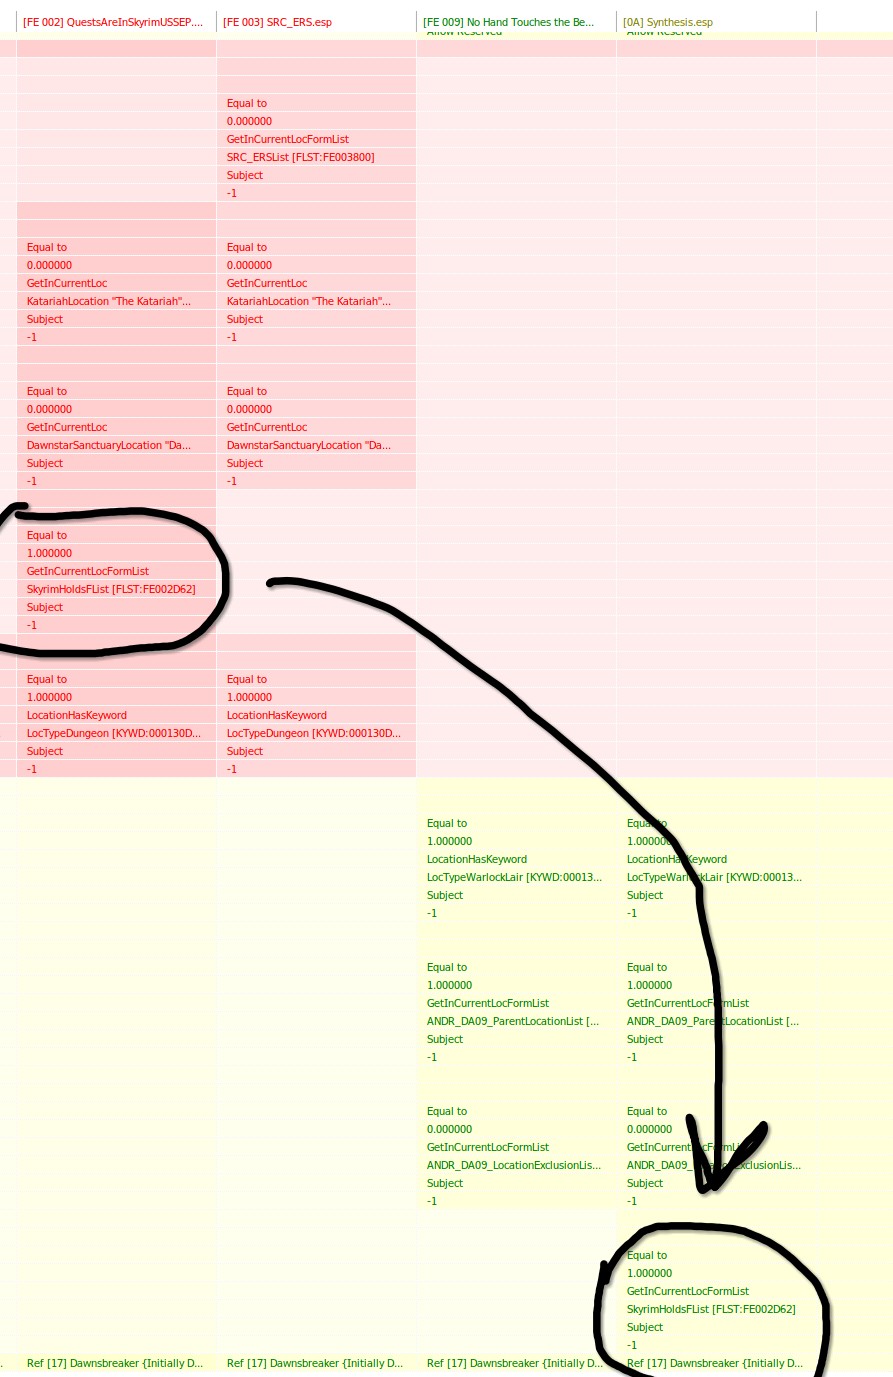 [FE 002] QuestsAreInSkyrimUSSEP.... [FE 003] SRC_ERS.esp [FE 009] No Hand Touches the Be... [0A] Synthesis.esp
Allow Reserved Allow Reserved
Equal to
0.000000
GetInCurrentLocFormList
SRC_ERSList [FLST:FE003800]
Subject
-1
Equal to Equal to
0.000000 0.000000
GetInCurrentLoc GetInCurrentLoc
KatariahLocation "The Katariah"... KatariahLocation "The Katariah"...
Subject Subject
-1 -1
Equal to Equal to
0.000000 0.000000
GetInCurrentLoc GetInCurrentLoc
DawnstarSanctuaryLocation "Da... DawnstarSanctuaryLocation "Da...
Subject Subject
-1 -1
Equal to
1.000000
GetInCurrentLocFormList
SkyrimHoldsFList [FLST:FE002D62]
Subject
-1
Equal to Equal to
1.000000 1.000000
LocationHasKeyword LocationHasKeyword
LocTypeDungeon [KYWD:000130D... LocTypeDungeon [KYWD:000130D...
Subject Subject
-1 -1
Equal to Equal to
1.000000 1.000000
LocationHasKeyword LocationHasKeyword
LocTypeWarlockLair [KYWD:00013... LocTypeWarlockLair [KYWD:00013...
Subject Subject
-1 -1
Equal to Equal to
1.000000 1.000000
GetInCurrentLocFormList GetInCurrentLocFormList
ANDR_DA09_ParentLocationList [... ANDR_DA09_ParentLocationList [...
Subject Subject
-1 -1
Equal to Equal to
0.000000 0.000000
GetInCurrentLocFormList GetInCurrentLocFormList
ANDR_DA09_LocationExclusionLis... ANDR_DA09_LocationExclusionLis...
Subject Subject
-1 -1
Equal to
1.000000
GetInCurrentLocFormList
SkyrimHoldsFList [FLST:FE002D62]
Subject
-1
Ref [17] Dawnsbreaker {Initially D... Ref [17] Dawnsbreaker {Initially D... Ref [17] Dawnsbreaker {Initially D... Ref [17] Dawnsbreaker {Initially D...